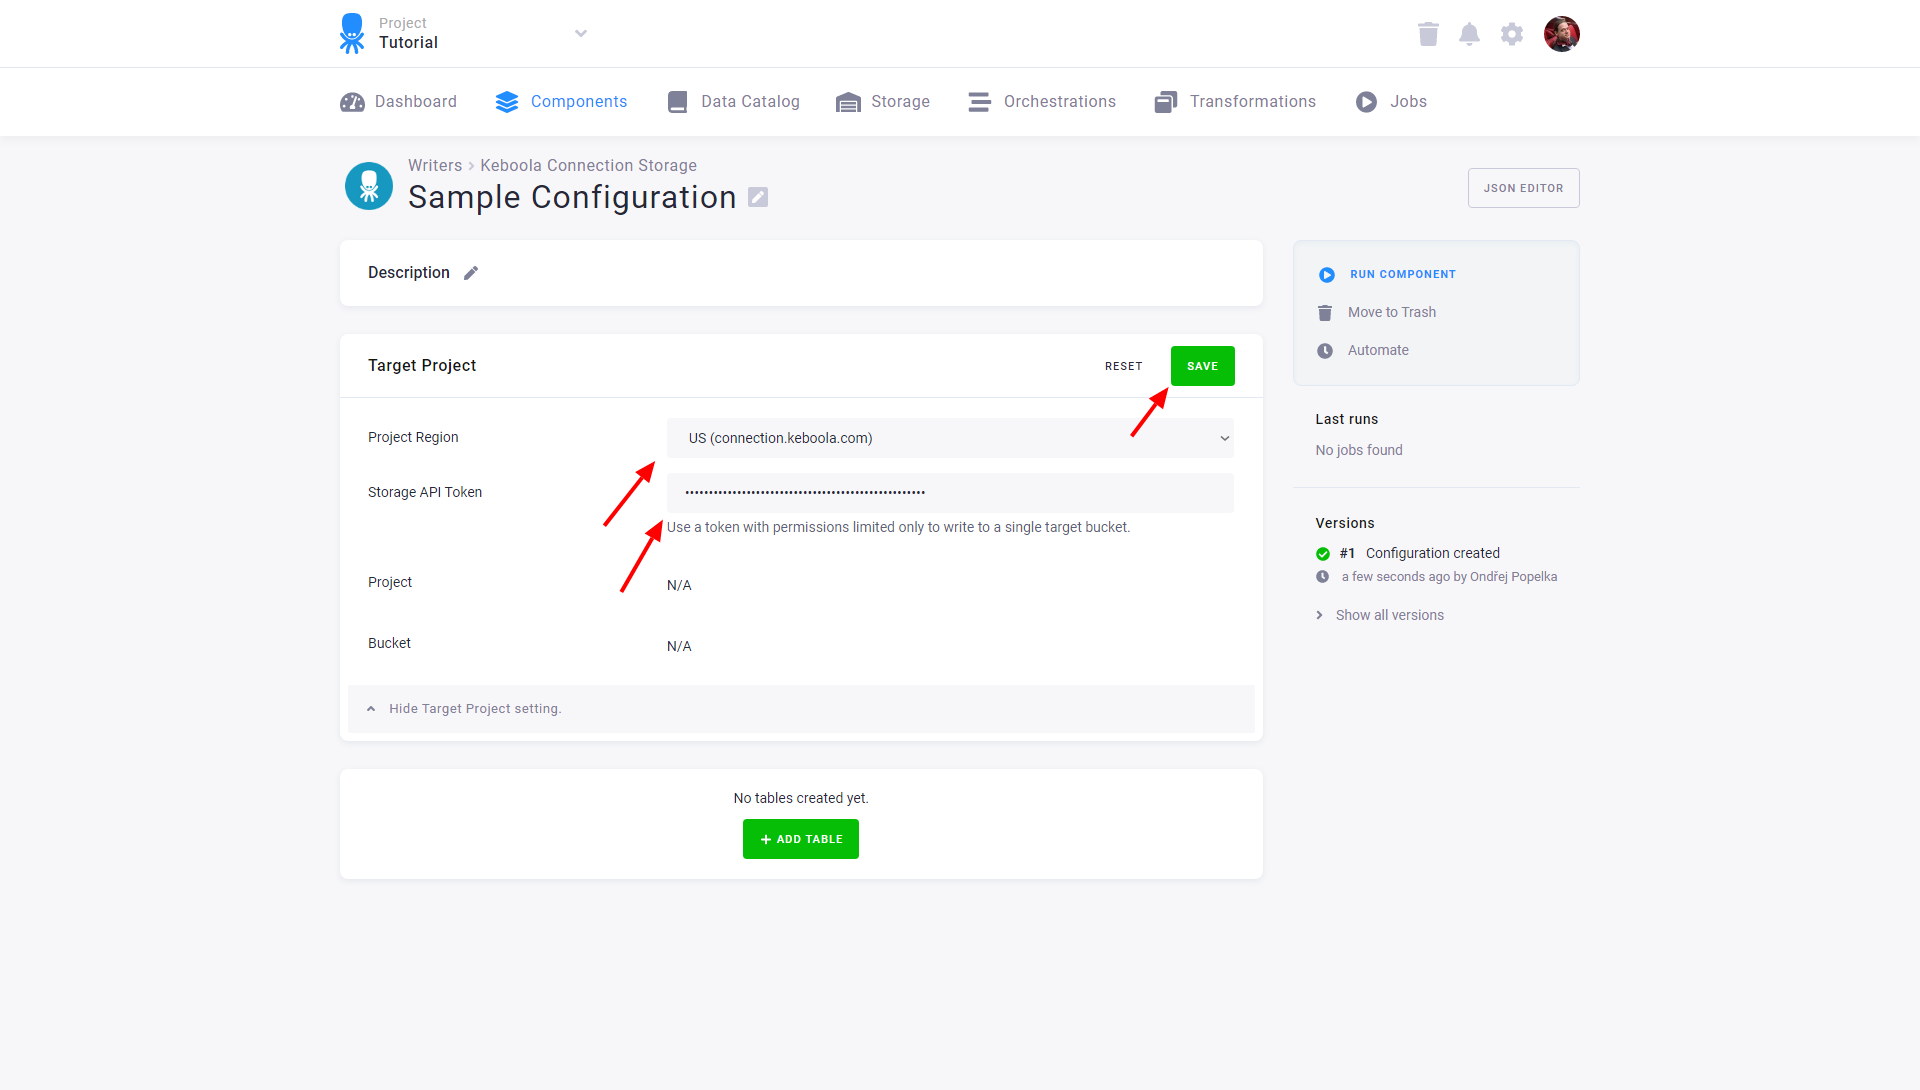 Project
Tutorial
Dashboard
Components
Data Catalog
Storage
Orchestrations
Transformations
Jobs
Writers › Keboola Connection Storage
Sample Configuration
JSON EDITOR
Description
RUN COMPONENT
Move to Trash
Automate
Target Project
RESET
SAVE
Project Region
US (connection.keboola.com)
Storage API Token
••••••••••••••••••••••••••••••••••••••••••••••••••
Use a token with permissions limited only to write to a single target bucket.
Project
N/A
Bucket
N/A
Hide Target Project setting.
No tables created yet.
+ ADD TABLE
Last runs
No jobs found
Versions
#1 Configuration created
a few seconds ago by Ondřej Popelka
Show all versions